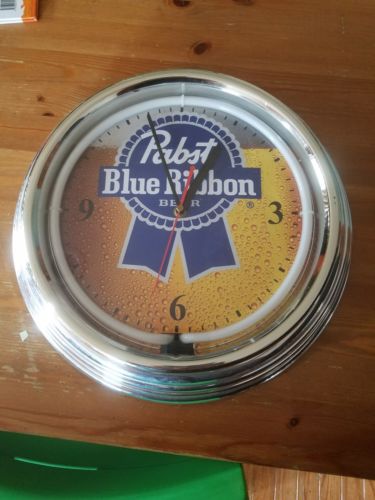 Pabst
Blue Ribbon
BEER ®
9 3
6